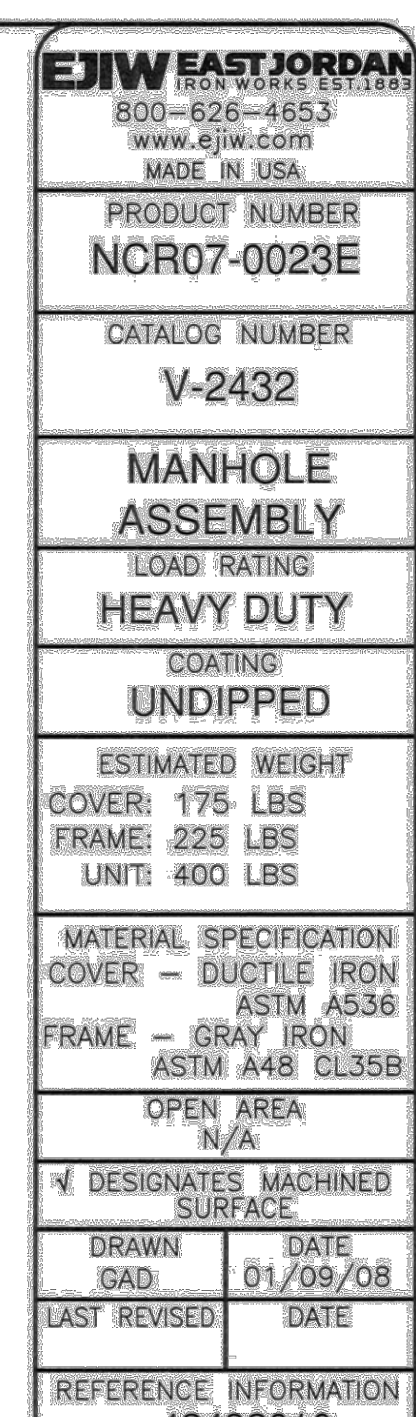 EJIW EAST JORDAN
IRON WORKS EST.1883
800-626-4653
www.ejiw.com
MADE IN USA
PRODUCT NUMBER
NCR07-0023E
CATALOG NUMBER
V-2432
MANHOLE
ASSEMBLY
LOAD RATING
HEAVY DUTY
COATING
UNDIPPED
ESTIMATED WEIGHT
COVER: 175 LBS
FRAME: 225 LBS
UNIT: 400 LBS
MATERIAL SPECIFICATION
COVER - DUCTILE IRON
ASTM A536
FRAME - GRAY IRON
ASTM A48 CL35B
OPEN AREA
N/A
√ DESIGNATES MACHINED
SURFACE
DRAWN DATE
GAD 01/09/08
LAST REVISED DATE
REFERENCE INFORMATION